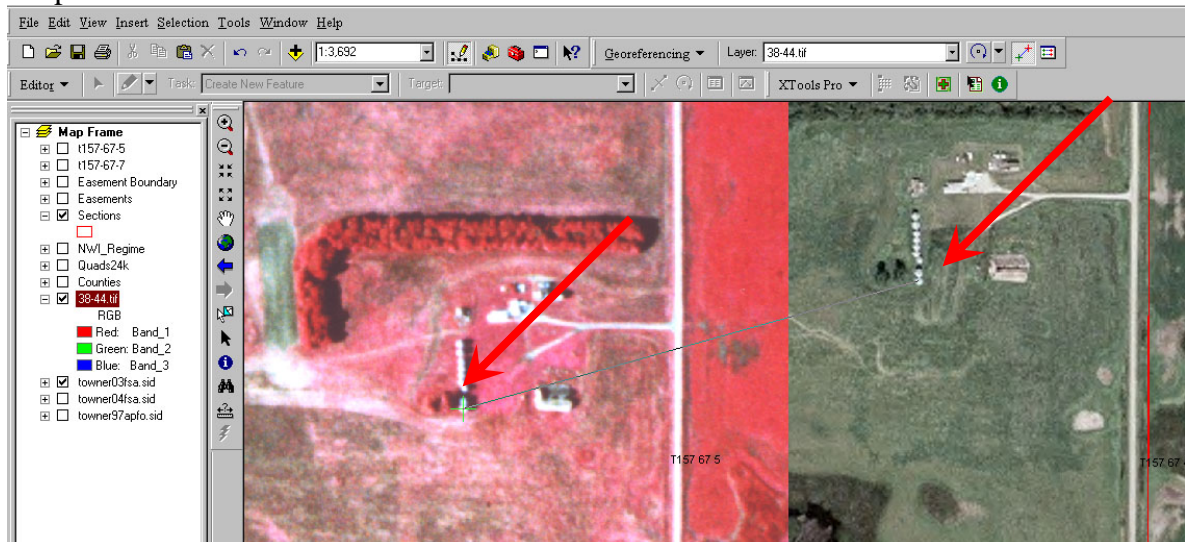 File Edit View Insert Selection Tools Window Help
1:3,692 Georeferencing Layer: 38-44.tif
Editor Task: Create New Feature Target: XTools Pro
Map Frame
t157-67-5
t157-67-7
Easement Boundary
Easements
Sections
NWI_Regime
Quads24k
Counties
38-44.tif
RGB
Red: Band_1
Green: Band_2
Blue: Band_3
towner03fsa.sid
towner04fsa.sid
towner97apfo.sid
T157 67 5
T157 67